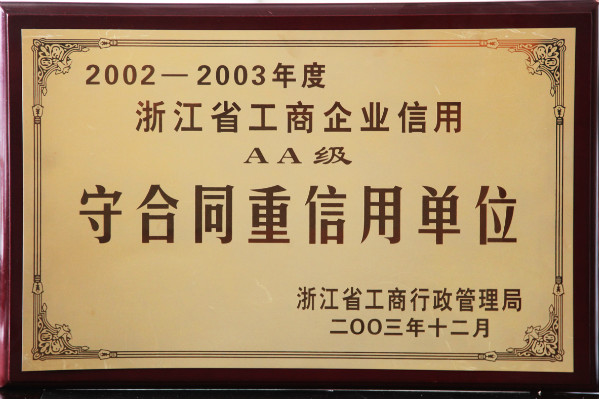 2002—2003年度
浙江省工商企业信用
AA级
守合同重信用单位
浙江省工商行政管理局
二〇〇三年十二月